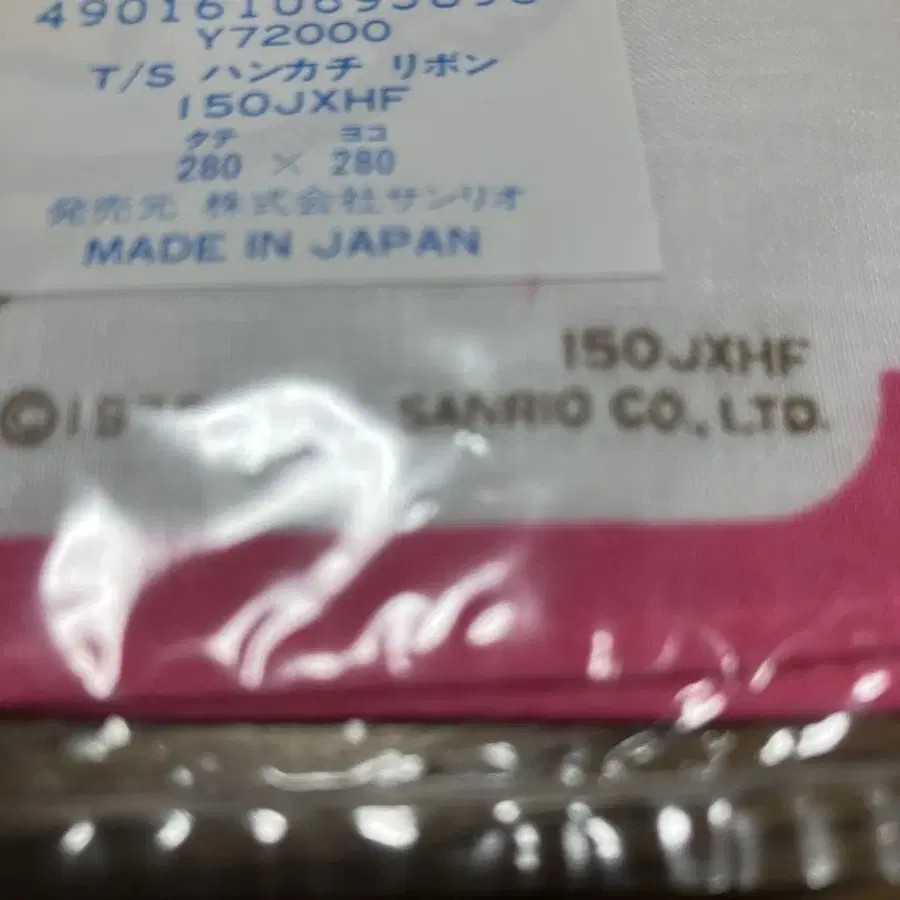 Y72000
T/S ハンカチ リボン
150JXHF
タテ ヨコ
280 × 280
発売元 株式会社サンリオ
MADE IN JAPAN
150JXHF
SANRIO CO., LTD.